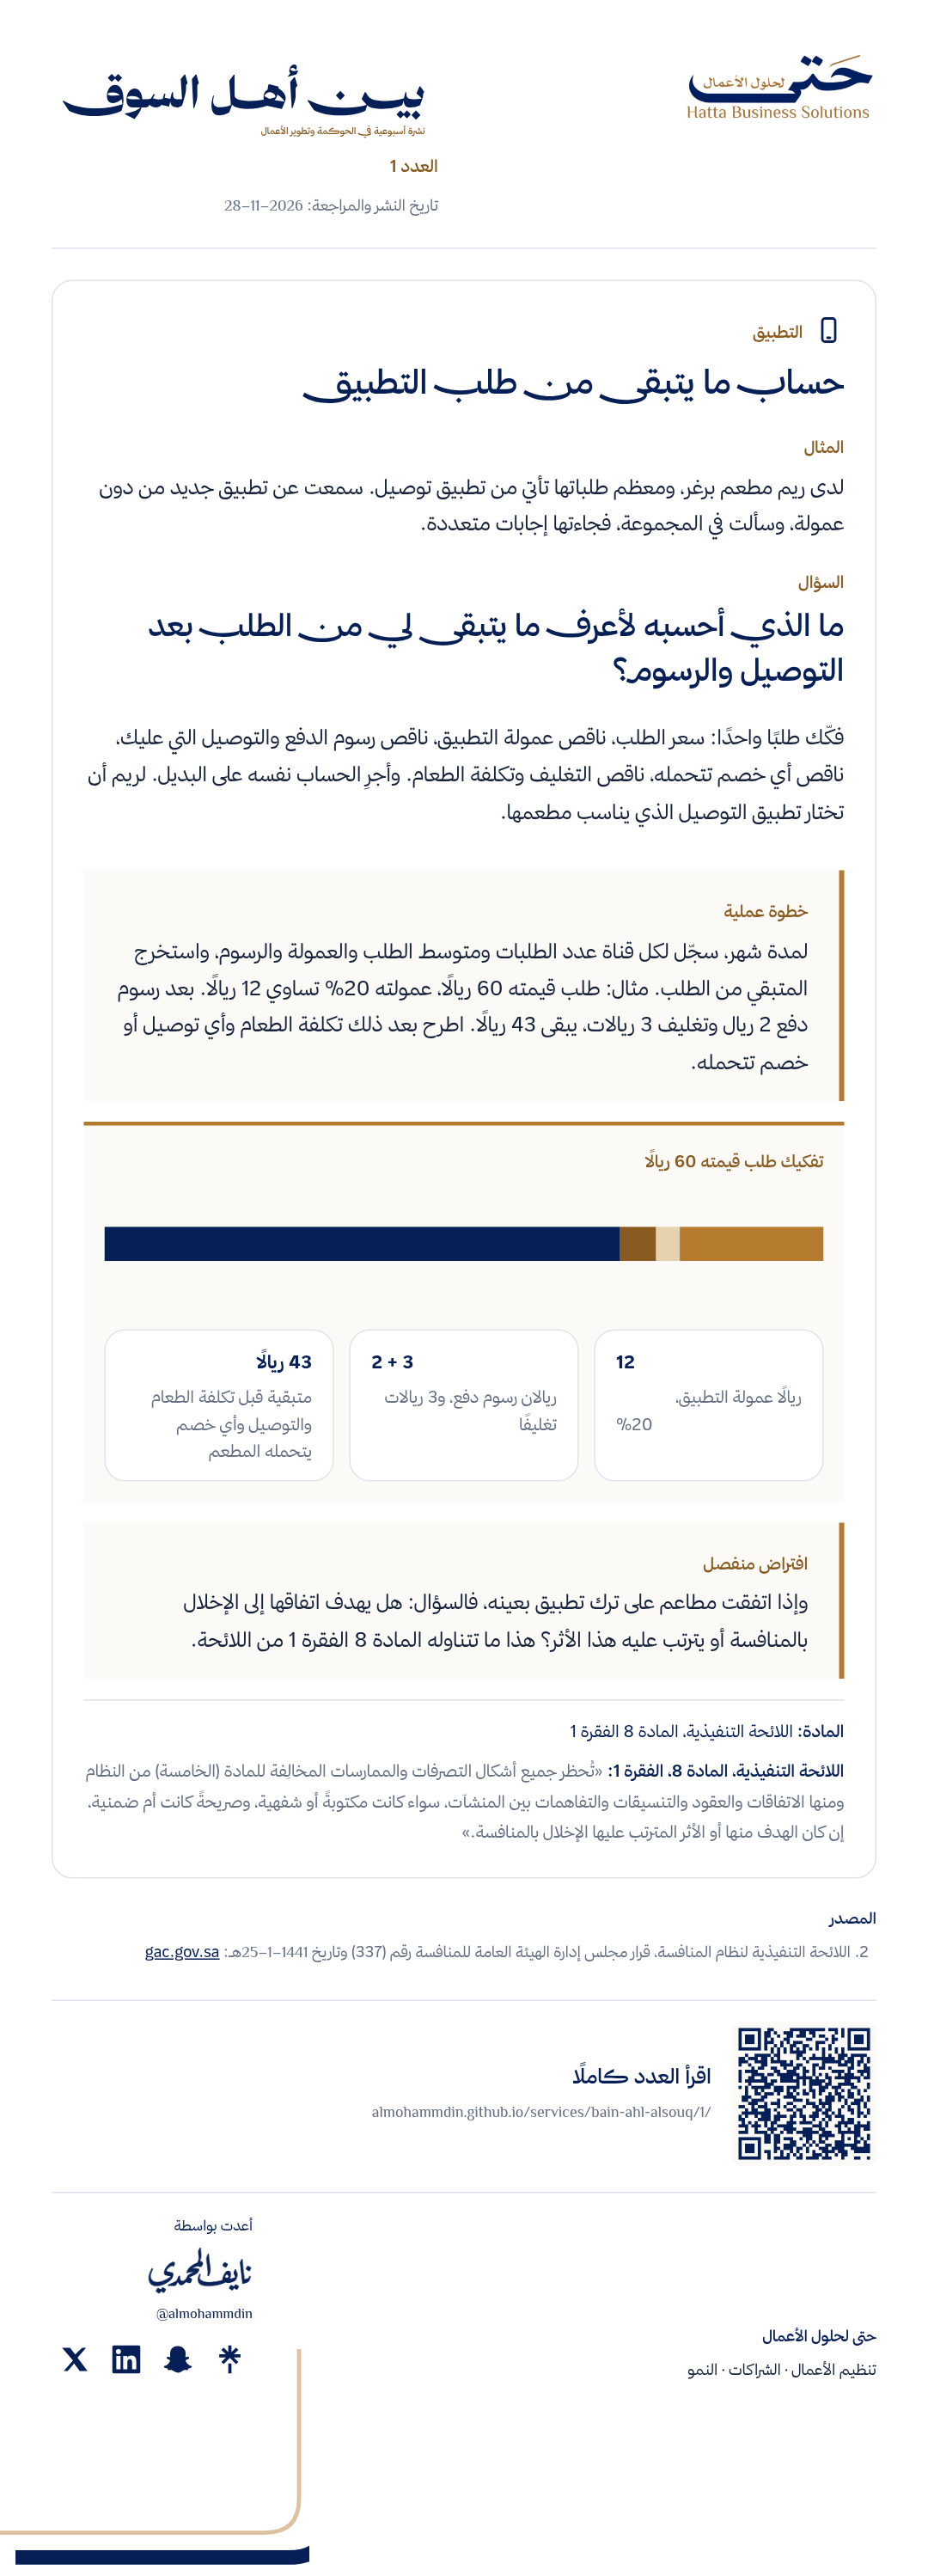 حَتى
لحلول الأعمال
Hatta Business Solutions
بين أهل السوق
نشرة أسبوعية في الحوكمة وتطوير الأعمال
العدد 1
تاريخ النشر والمراجعة: 2026–11–28
التطبيق
حساب ما يتبقى من طلب التطبيق
المثال
لدى ريم مطعم برغر، ومعظم طلباتها تأتي من تطبيق توصيل. سمعت عن تطبيق جديد من دون
عمولة، وسألت في المجموعة، فجاءتها إجابات متعددة.
السؤال
ما الذي أحسبه لأعرف ما يتبقى لي من الطلب بعد
التوصيل والرسوم؟
فكّك طلبًا واحدًا: سعر الطلب، ناقص عمولة التطبيق، ناقص رسوم الدفع والتوصيل التي عليك،
ناقص أي خصم تتحمله، ناقص التغليف وتكلفة الطعام. وأجرِ الحساب نفسه على البديل. لريم أن
تختار تطبيق التوصيل الذي يناسب مطعمها.
خطوة عملية
لمدة شهر، سجّل لكل قناة عدد الطلبات ومتوسط الطلب والعمولة والرسوم، واستخرج
المتبقي من الطلب. مثال: طلب قيمته 60 ريالًا، عمولته 20% تساوي 12 ريالًا. بعد رسوم
دفع 2 ريال وتغليف 3 ريالات، يبقى 43 ريالًا. اطرح بعد ذلك تكلفة الطعام وأي توصيل أو
خصم تتحمله.
تفكيك طلب قيمته 60 ريالًا
12
ريالًا عمولة التطبيق،
20%
2 + 3
ريالان رسوم دفع، و3 ريالات
تغليفًا
43 ريالًا
متبقية قبل تكلفة الطعام
والتوصيل وأي خصم
يتحمله المطعم
افتراض منفصل
وإذا اتفقت مطاعم على ترك تطبيق بعينه، فالسؤال: هل يهدف اتفاقها إلى الإخلال
بالمنافسة أو يترتب عليه هذا الأثر؟ هذا ما تتناوله المادة 8 الفقرة 1 من اللائحة.
المادة: اللائحة التنفيذية، المادة 8 الفقرة 1
اللائحة التنفيذية، المادة 8، الفقرة 1: «تُحظر جميع أشكال التصرفات والممارسات المخالِفة للمادة (الخامسة) من النظام
ومنها الاتفاقات والعقود والتنسيقات والتفاهمات بين المنشآت، سواء كانت مكتوبةً أو شفهية، وصريحةً كانت أم ضمنية،
إن كان الهدف منها أو الأثر المترتب عليها الإخلال بالمنافسة.»
المصدر
2. اللائحة التنفيذية لنظام المنافسة، قرار مجلس إدارة الهيئة العامة للمنافسة رقم (337) وتاريخ 1441–1–25هـ: gac.gov.sa
اقرأ العدد كاملًا
almohammdin.github.io/services/bain-ahl-alsouq/1/
أعدت بواسطة
نايف المحمدي
@almohammdin
حتى لحلول الأعمال
تنظيم الأعمال · الشراكات · النمو